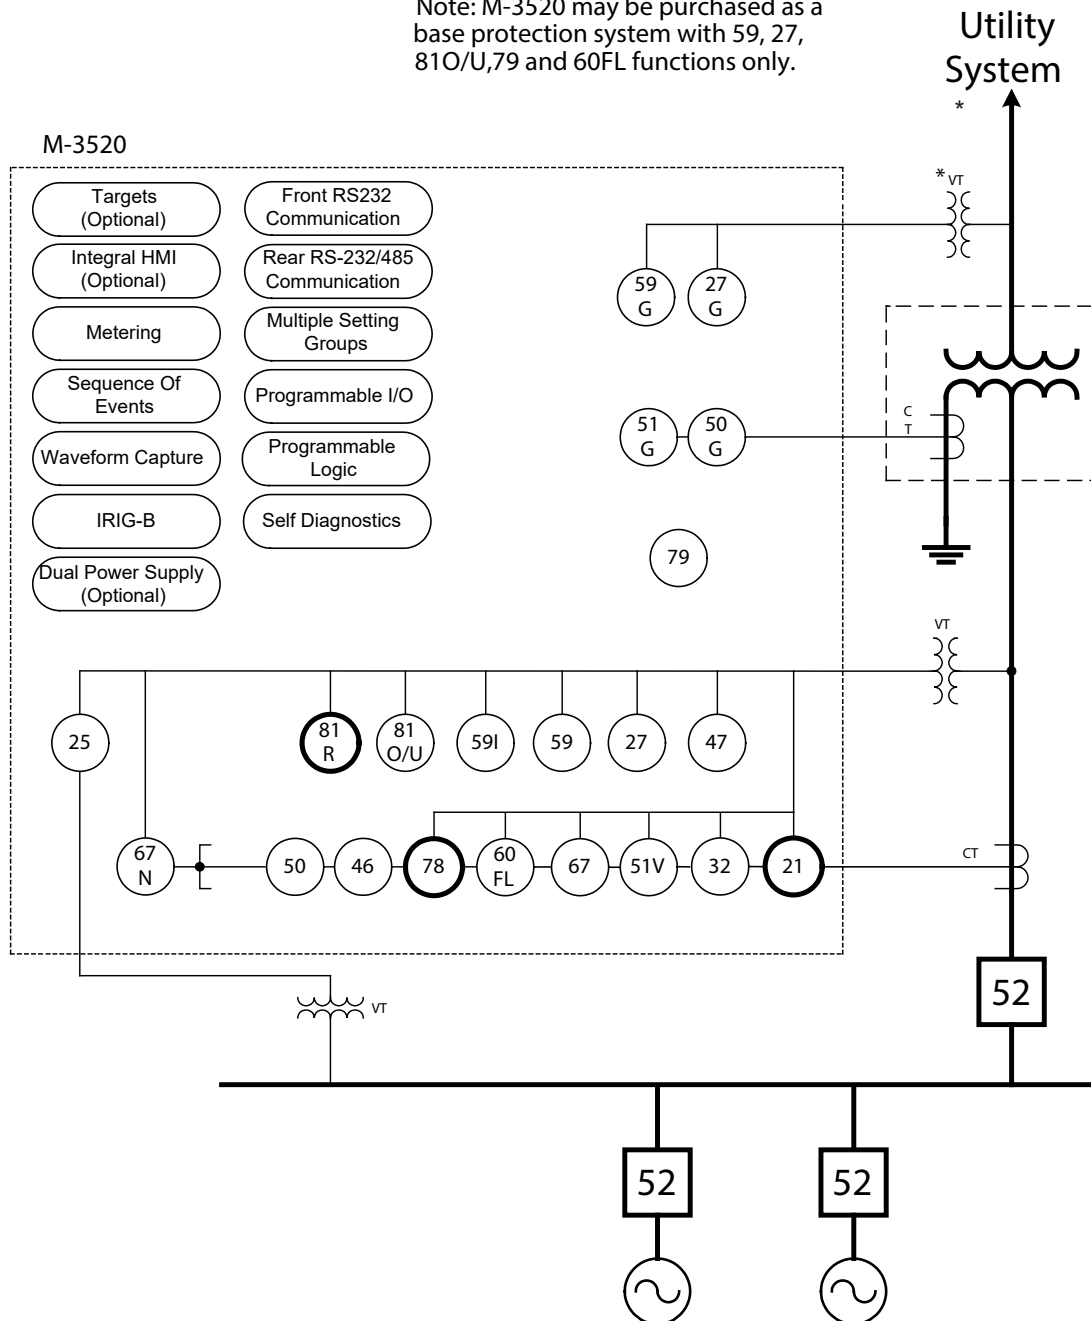 Note: M-3520 may be purchased as a
base protection system with 59, 27,
81O/U,79 and 60FL functions only.
Utility
System
*
M-3520
Targets
(Optional)
Front RS232
Communication
* VT
Integral HMI
(Optional)
Rear RS-232/485
Communication
59
G
27
G
Metering
Multiple Setting
Groups
Sequence Of
Events
Programmable I/O
C
T
51
G
50
G
Waveform Capture
Programmable
Logic
IRIG-B
Self Diagnostics
79
Dual Power Supply
(Optional)
VT
25
81
R
81
O/U
59I
59
27
47
67
N
50
46
78
60
FL
67
51V
32
21
CT
52
VT
52
52